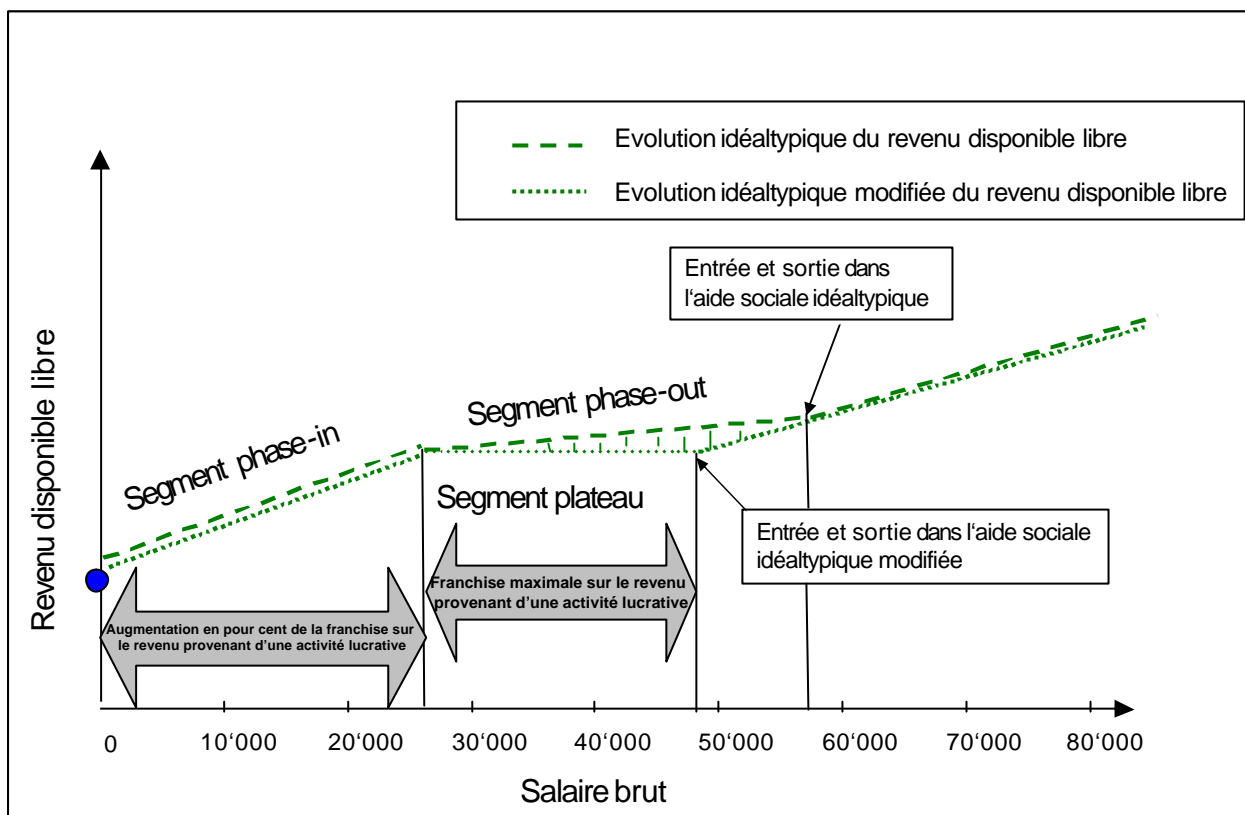 Evolution idéaltypique du revenu disponible libre
Evolution idéaltypique modifiée du revenu disponible libre
Entrée et sortie dans
l‘aide sociale idéaltypique
Revenu disponible libre
Segment phase-in
Segment phase-out
Segment plateau
Entrée et sortie dans l‘aide sociale
idéaltypique modifiée
Franchise maximale sur le revenu
provenant d’une activité lucrative
Augmentation en pour cent de la franchise sur
le revenu provenant d’une activité lucrative
0 10‘000 20‘000 30‘000 40‘000 50‘000 60‘000 70‘000 80‘000
Salaire brut